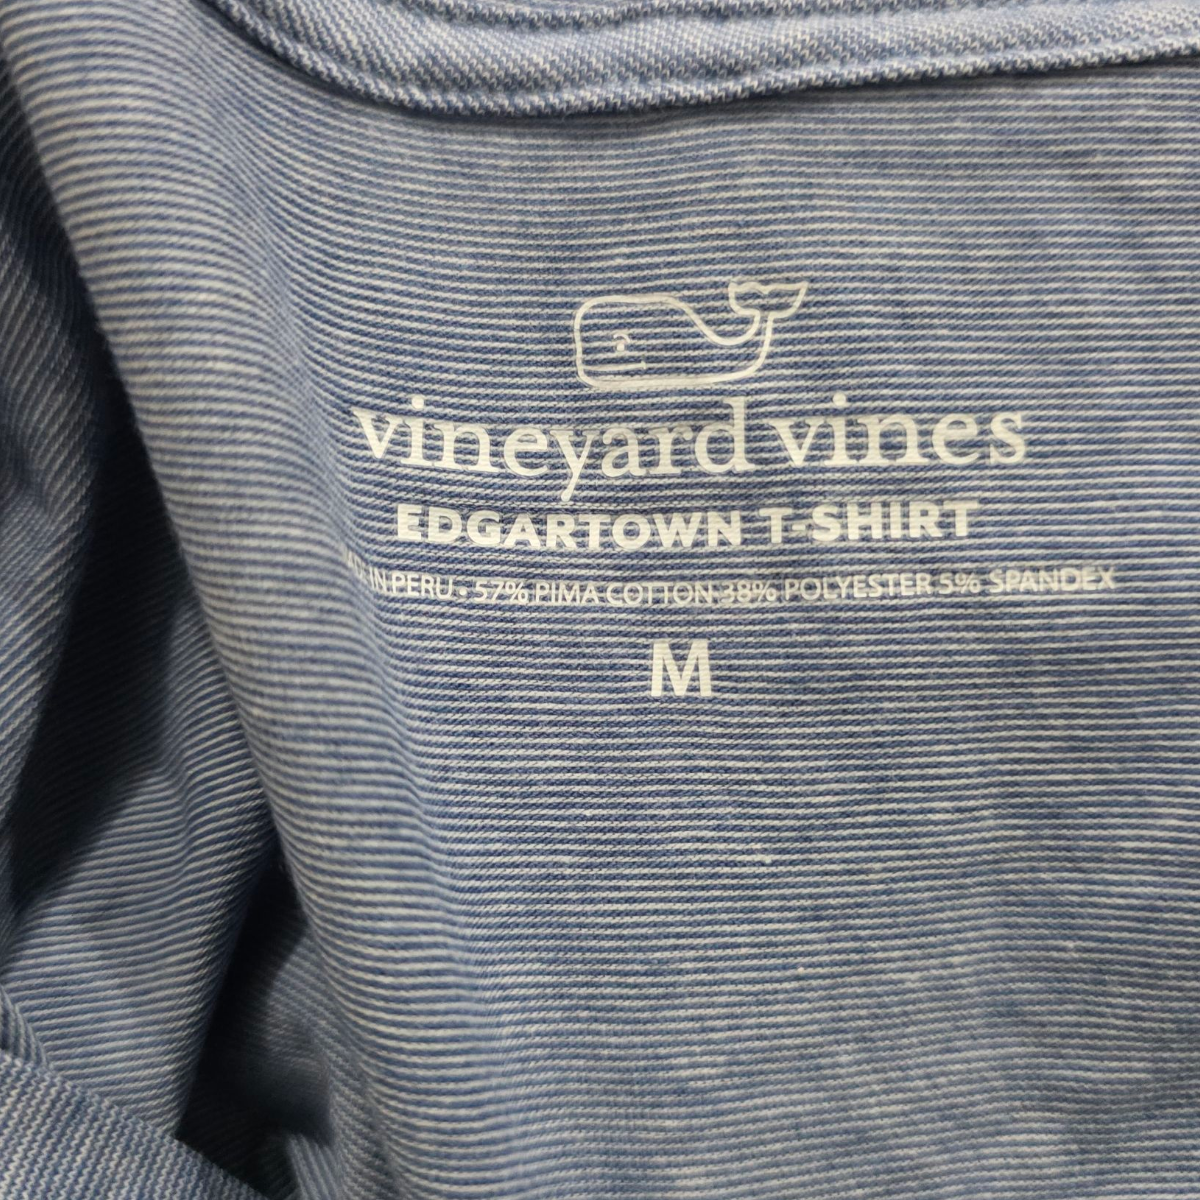 vineyard vines
EDGARTOWN T-SHIRT
IN PERU • 57% PIMA COTTON 38% POLYESTER 5% SPANDEX
M